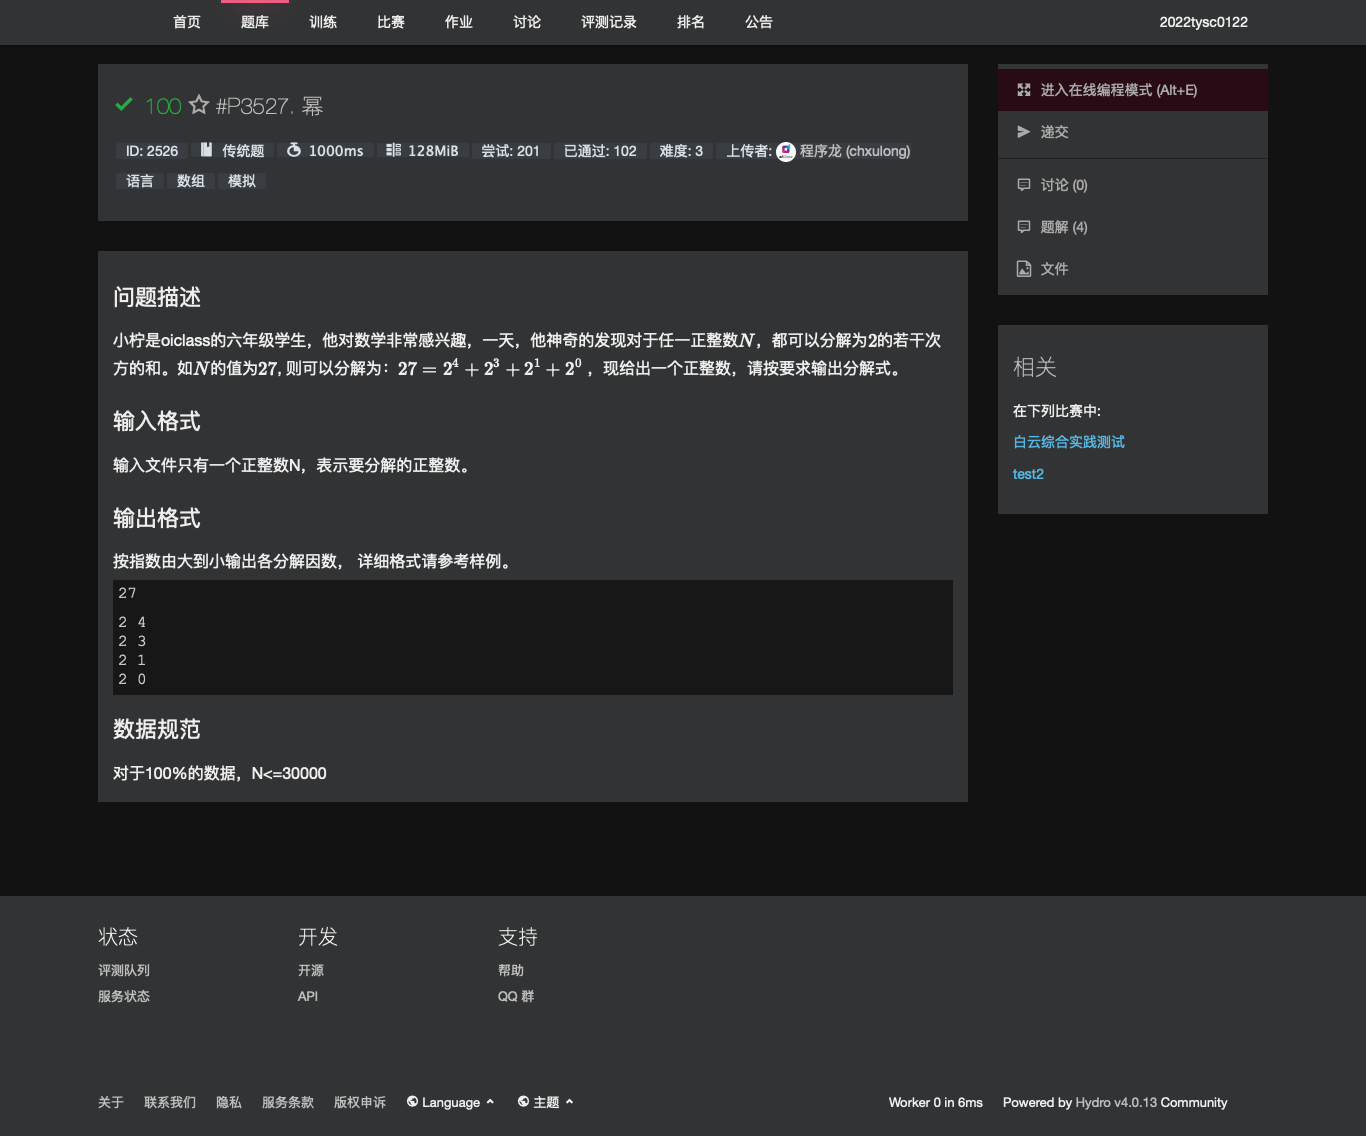 首页 题库 训练 比赛 作业 讨论 评测记录 排名 公告 2022tysc0122
100 #P3527. 幂
ID: 2526 传统题 1000ms 128MiB 尝试: 201 已通过: 102 难度: 3 上传者: 程序龙 (chxulong)
语言 数组 模拟
问题描述
小柠是oiclass的六年级学生，他对数学非常感兴趣，一天，他神奇的发现对于任一正整数N，都可以分解为2的若干次
方的和。如N的值为27, 则可以分解为：27 = 2^4 + 2^3 + 2^1 + 2^0 ，现给出一个正整数，请按要求输出分解式。
输入格式
输入文件只有一个正整数N，表示要分解的正整数。
输出格式
按指数由大到小输出各分解因数， 详细格式请参考样例。
27
2 4
2 3
2 1
2 0
数据规范
对于100%的数据，N<=30000
进入在线编程模式 (Alt+E)
递交
讨论 (0)
题解 (4)
文件
相关
在下列比赛中:
白云综合实践测试
test2
状态 开发 支持
评测队列 开源 帮助
服务状态 API QQ 群
关于 联系我们 隐私 服务条款 版权申诉 Language 主题 Worker 0 in 6ms Powered by Hydro v4.0.13 Community